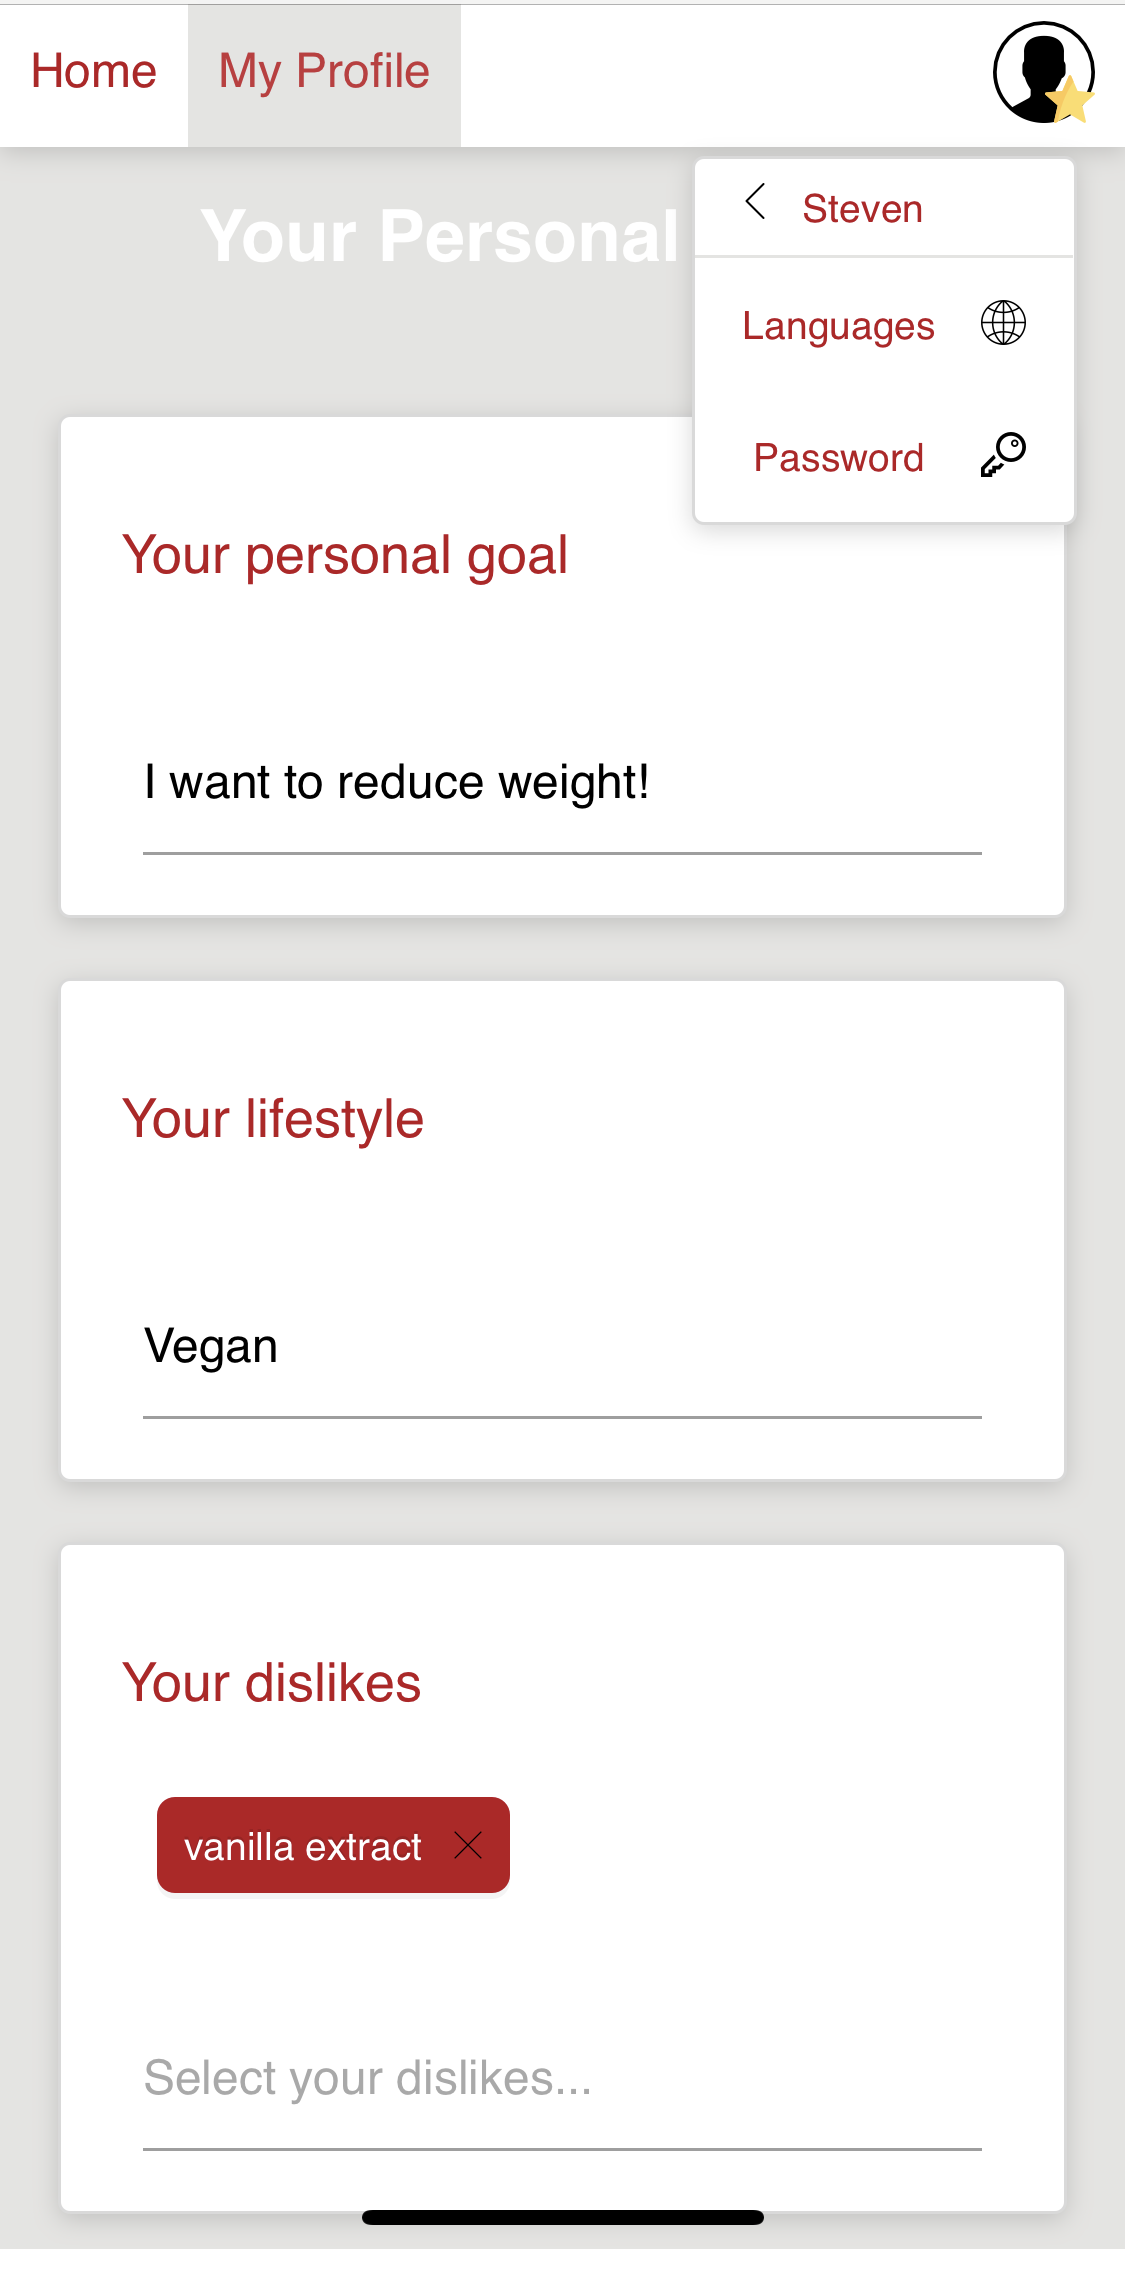 Home
My Profile
Your Personal
Steven
Languages
Password
Your personal goal
I want to reduce weight!
Your lifestyle
Vegan
Your dislikes
vanilla extract
Select your dislikes...